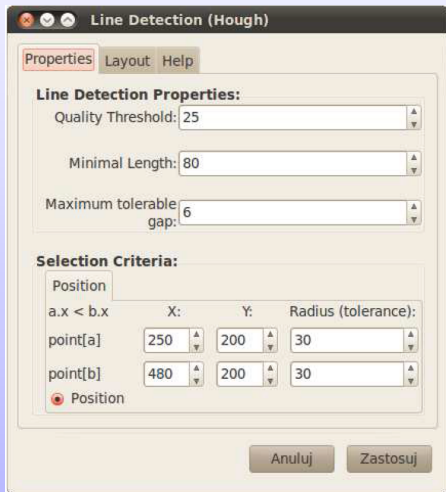 Line Detection (Hough)
Properties Layout Help
Line Detection Properties:
Quality Threshold: 25
Minimal Length: 80
Maximum tolerable
gap: 6
Selection Criteria:
Position
a.x < b.x X: Y: Radius (tolerance):
point[a] 250 200 30
point[b] 480 200 30
Position
Anuluj Zastosuj